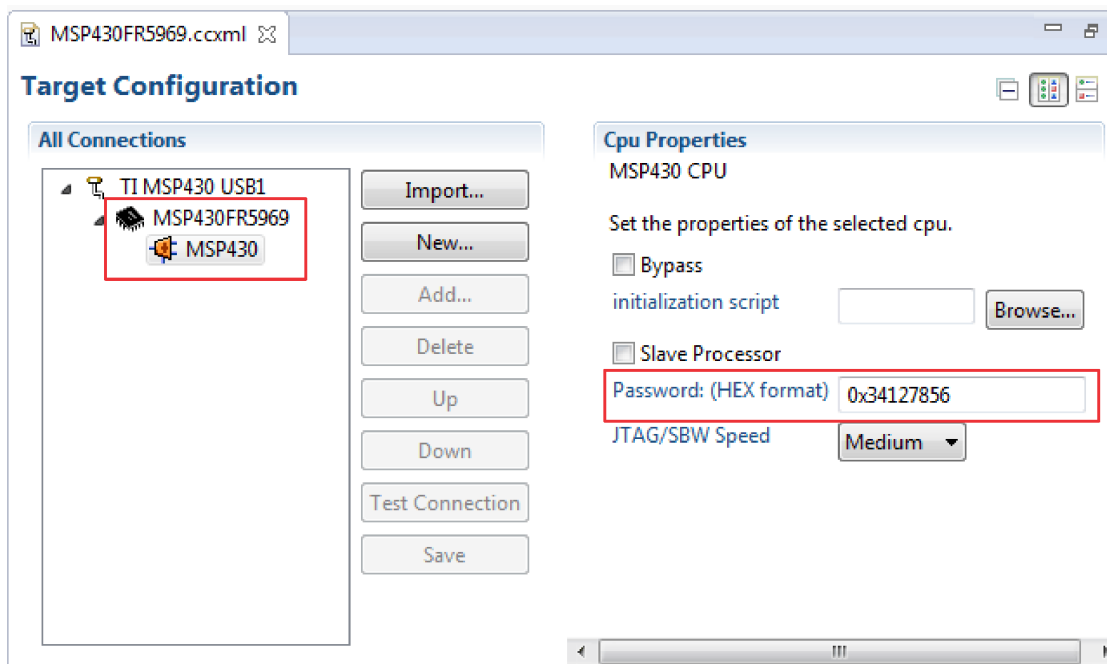 MSP430FR5969.ccxml
Target Configuration
All Connections
TI MSP430 USB1
MSP430FR5969
MSP430
Import...
New...
Add...
Delete
Up
Down
Test Connection
Save
Cpu Properties
MSP430 CPU
Set the properties of the selected cpu.
Bypass
initialization script
Browse...
Slave Processor
Password: (HEX format) 0x34127856
JTAG/SBW Speed Medium